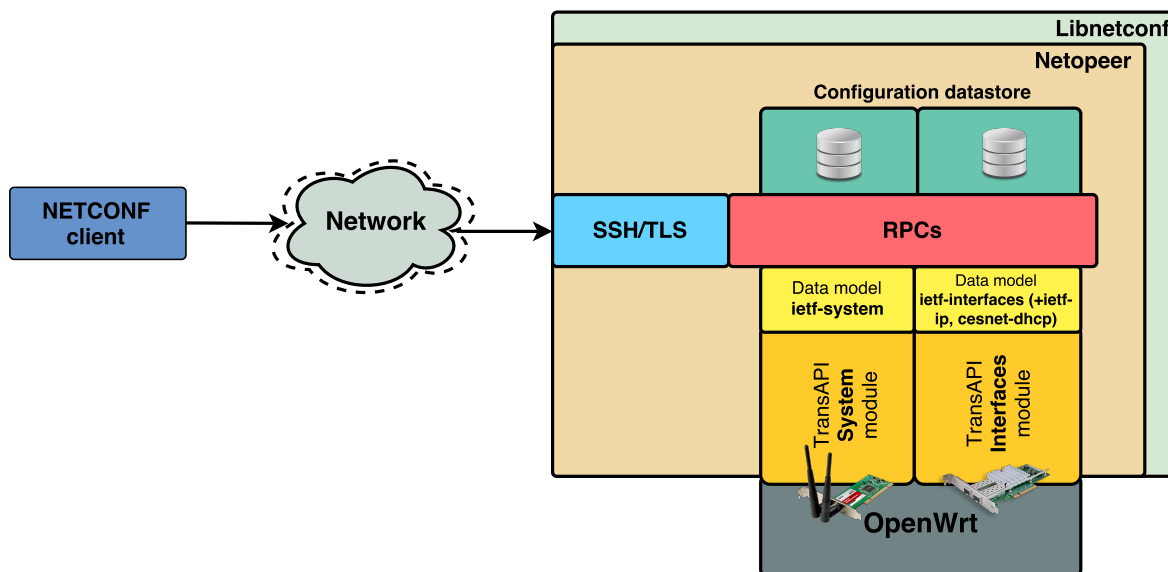 Libnetconf
Netopeer
Configuration datastore
NETCONF
client
Network
SSH/TLS
RPCs
Data model
ietf-system
Data model
ietf-interfaces (+ietf-
ip, cesnet-dhcp)
TransAPI
System
module
TransAPI
Interfaces
module
OpenWrt